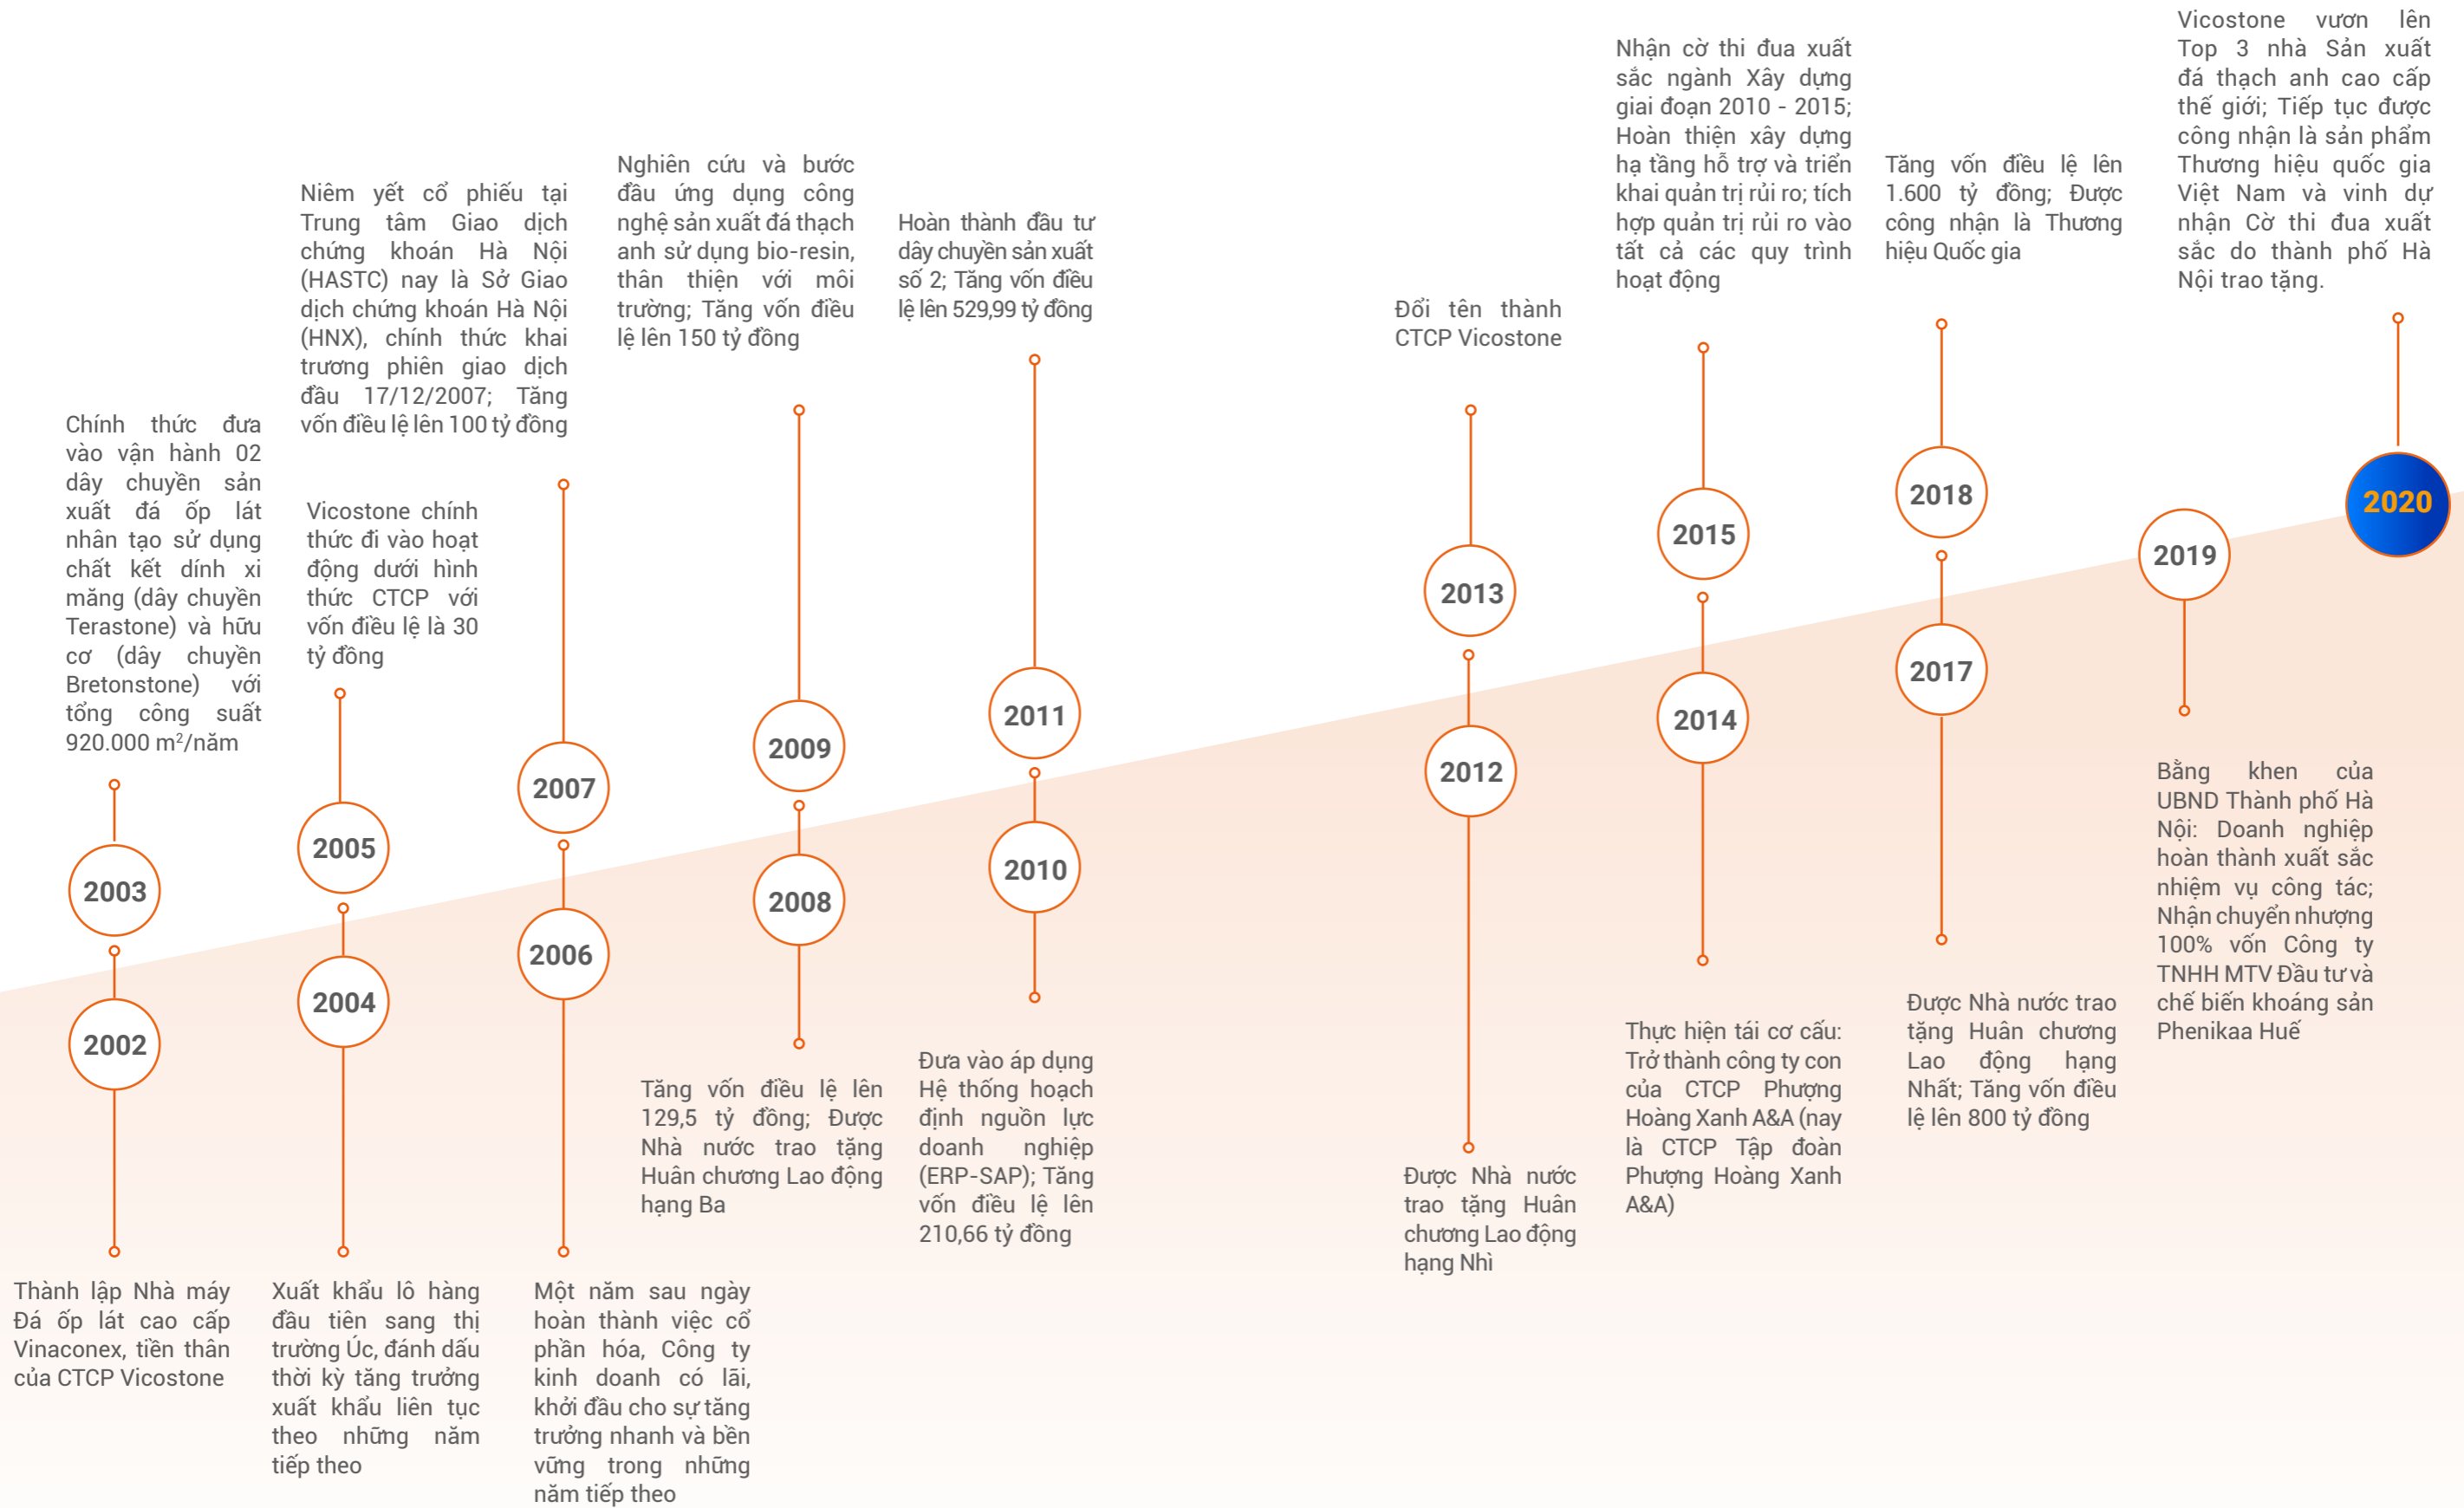 Chính thức đưa
vào vận hành 02
dây chuyền sản
xuất đá ốp lát
nhân tạo sử dụng
chất kết dính xi
măng (dây chuyền
Terastone) và hữu
cơ (dây chuyền
Bretonstone) với
tổng công suất
920.000 m²/năm
2003
2002
Thành lập Nhà máy
Đá ốp lát cao cấp
Vinaconex, tiền thân
của CTCP Vicostone
Vicostone chính
thức đi vào hoạt
động dưới hình
thức CTCP với
vốn điều lệ là 30
tỷ đồng
2005
2004
Xuất khẩu lô hàng
đầu tiên sang thị
trường Úc, đánh dấu
thời kỳ tăng trưởng
xuất khẩu liên tục
theo những năm
tiếp theo
Niêm yết cổ phiếu tại
Trung tâm Giao dịch
chứng khoán Hà Nội
(HASTC) nay là Sở Giao
dịch chứng khoán Hà Nội
(HNX), chính thức khai
trương phiên giao dịch
đầu 17/12/2007; Tăng
vốn điều lệ lên 100 tỷ đồng
2007
2006
Một năm sau ngày
hoàn thành việc cổ
phần hóa, Công ty
kinh doanh có lãi,
khởi đầu cho sự tăng
trưởng nhanh và bền
vững trong những
năm tiếp theo
Nghiên cứu và bước
đầu ứng dụng công
nghệ sản xuất đá thạch
anh sử dụng bio-resin,
thân thiện với môi
trường; Tăng vốn điều
lệ lên 150 tỷ đồng
2009
2008
Tăng vốn điều lệ lên
129,5 tỷ đồng; Được
Nhà nước trao tặng
Huân chương Lao động
hạng Ba
Hoàn thành đầu tư
dây chuyền sản xuất
số 2; Tăng vốn điều
lệ lên 529,99 tỷ đồng
2011
2010
Đưa vào áp dụng
Hệ thống hoạch
định nguồn lực
doanh nghiệp
(ERP-SAP); Tăng
vốn điều lệ lên
210,66 tỷ đồng
Đổi tên thành
CTCP Vicostone
2013
2012
Được Nhà nước
trao tặng Huân
chương Lao động
hạng Nhì
Nhận cờ thi đua xuất
sắc ngành Xây dựng
giai đoạn 2010 - 2015;
Hoàn thiện xây dựng
hạ tầng hỗ trợ và triển
khai quản trị rủi ro; tích
hợp quản trị rủi ro vào
tất cả các quy trình
hoạt động
2015
2014
Thực hiện tái cơ cấu:
Trở thành công ty con
của CTCP Phượng
Hoàng Xanh A&A (nay
là CTCP Tập đoàn
Phượng Hoàng Xanh
A&A)
Tăng vốn điều lệ lên
1.600 tỷ đồng; Được
công nhận là Thương
hiệu Quốc gia
2018
2017
Được Nhà nước trao
tặng Huân chương
Lao động hạng
Nhất; Tăng vốn điều
lệ lên 800 tỷ đồng
2019
Bằng khen của
UBND Thành phố Hà
Nội: Doanh nghiệp
hoàn thành xuất sắc
nhiệm vụ công tác;
Nhận chuyển nhượng
100% vốn Công ty
TNHH MTV Đầu tư và
chế biến khoáng sản
Phenikaa Huế
Vicostone vươn lên
Top 3 nhà Sản xuất
đá thạch anh cao cấp
thế giới; Tiếp tục được
công nhận là sản phẩm
Thương hiệu quốc gia
Việt Nam và vinh dự
nhận Cờ thi đua xuất
sắc do thành phố Hà
Nội trao tặng.
2020